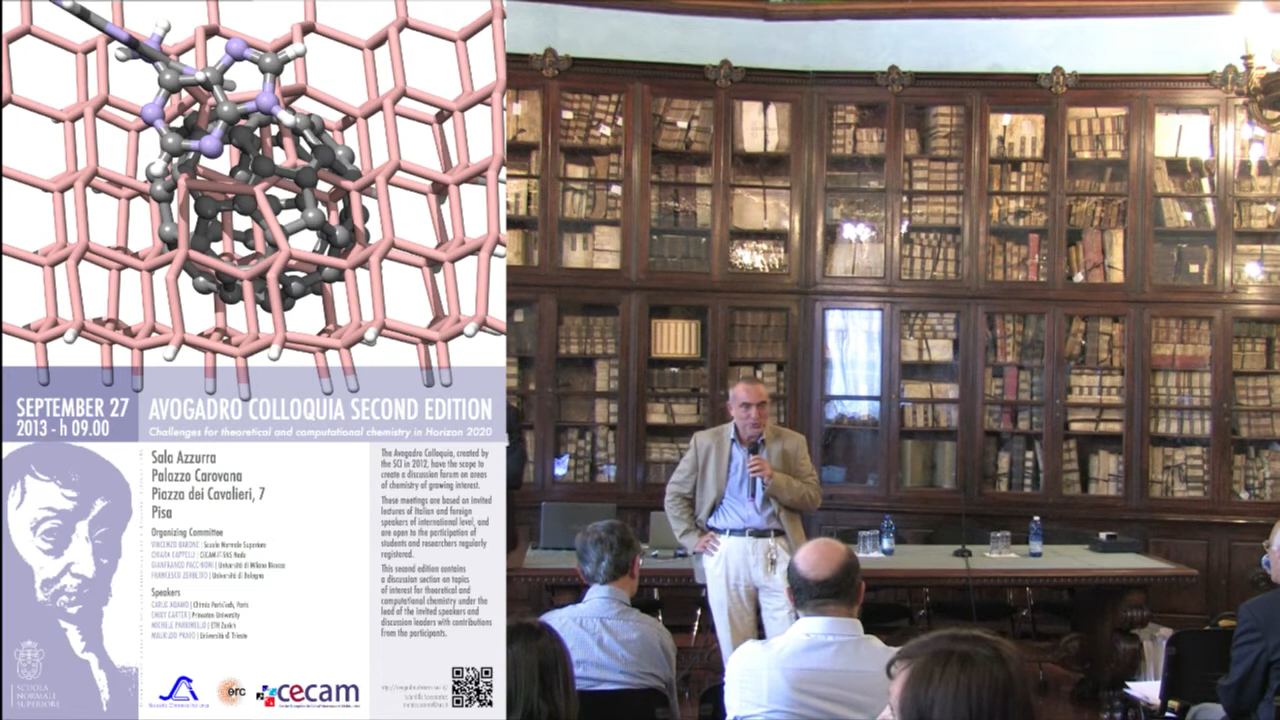 SEPTEMBER 27
2013 - h 09.00
AVOGADRO COLLOQUIA SECOND EDITION
Challenges for theoretical and computational chemistry in Horizon 2020
Sala Azzurra
Palazzo Carovana
Piazza dei Cavalieri, 7
Pisa
Organizing Committee
VINCENZO BARONE | Scuola Normale Superiore
CHIARA CAPPELLI | CECAM-IT-SNS Node
GIANFRANCO PACCHIONI | Università di Milano Bicocca
FRANCESCO ZERBETTO | Università di Bologna
Speakers
CARLO ADAMO | Chimie ParisTech, Paris
EMILY CARTER | Princeton University
MICHELE PARRINELLO | ETH Zurich
MAURIZIO PRATO | Università di Trieste
The Avogadro Colloquia, created by
the SCI in 2012, have the scope to
create a discussion forum on areas
of chemistry of growing interest.
These meetings are based on invited
lectures of Italian and foreign
speakers of international level, and
are open to the participation of
students and researchers regularly
registered.
This second edition contains
a discussion section on topics
of interest for theoretical and
computational chemistry under the
lead of the invited speakers and
discussion leaders with contributions
from the participants.
SCUOLA
NORMALE
SUPERIORE
erc
cecam